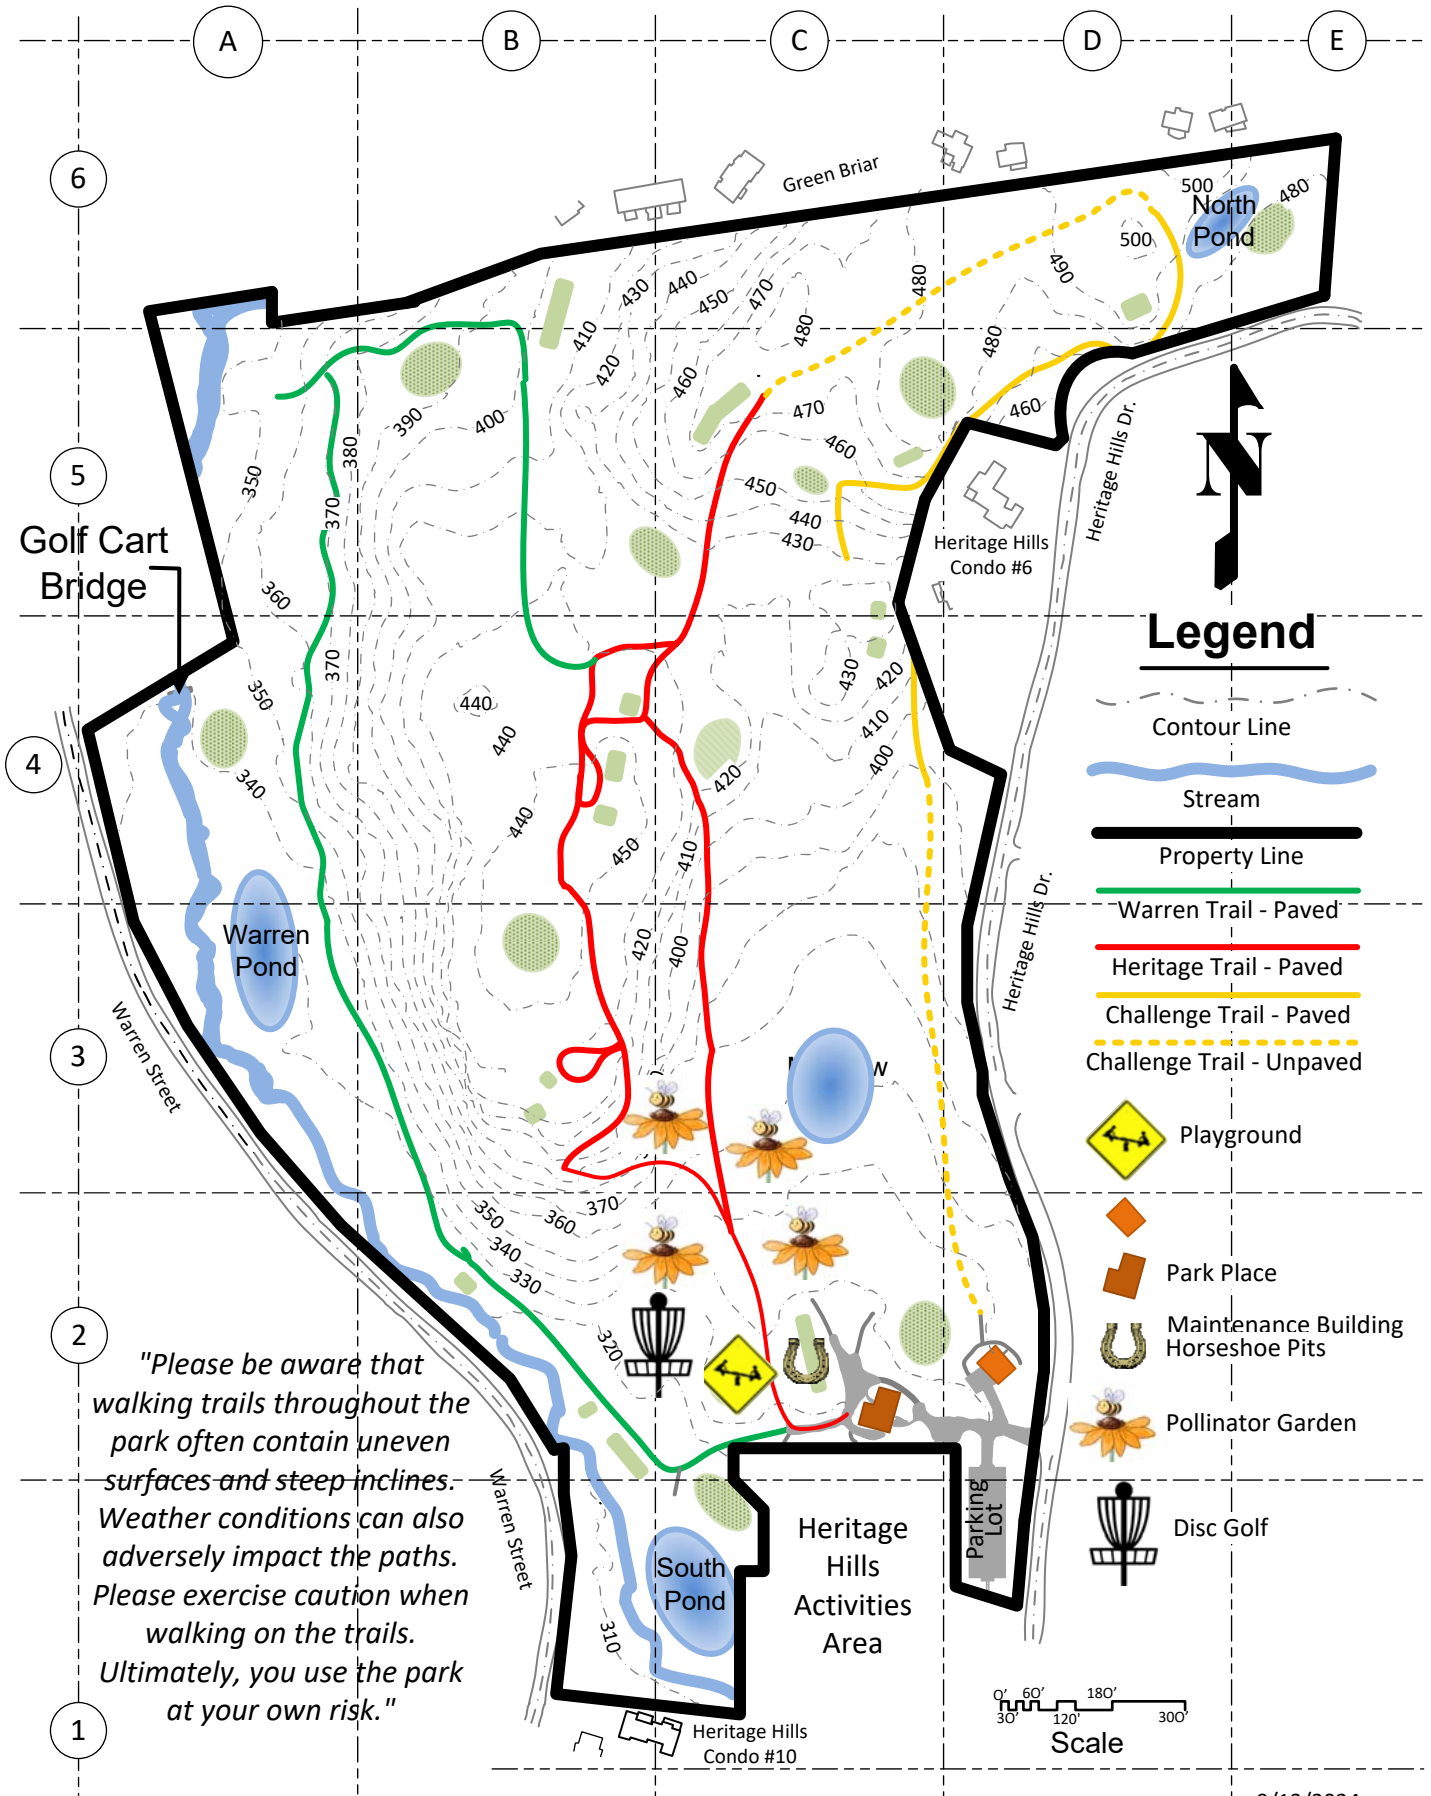 A
B
C
D
E
6
5
4
3
2
1
Green Briar
500
480
North
Pond
500
490
480
430
440
450
470
480
410
420
460
480
470
460
460
390
400
380
350
370
450
440
430
360
Golf Cart
Bridge
Heritage Hills Dr.
Heritage Hills
Condo #6
N
370
350
340
440
440
440
450
430
420
410
400
420
410
420
400
Warren
Pond
Warren Street
Heritage Hills Dr.
370
360
350
340
330
320
310
Legend
Contour Line
Stream
Property Line
Warren Trail - Paved
Heritage Trail - Paved
Challenge Trail - Paved
Challenge Trail - Unpaved
Playground
Park Place
Maintenance Building
Horseshoe Pits
Pollinator Garden
Disc Golf
"Please be aware that
walking trails throughout the
park often contain uneven
surfaces and steep inclines.
Weather conditions can also
adversely impact the paths.
Please exercise caution when
walking on the trails.
Ultimately, you use the park
at your own risk."
Warren Street
South
Pond
Heritage
Hills
Activities
Area
Parking
Lot
Heritage Hills
Condo #10
0' 60' 180'
30' 120' 300'
Scale